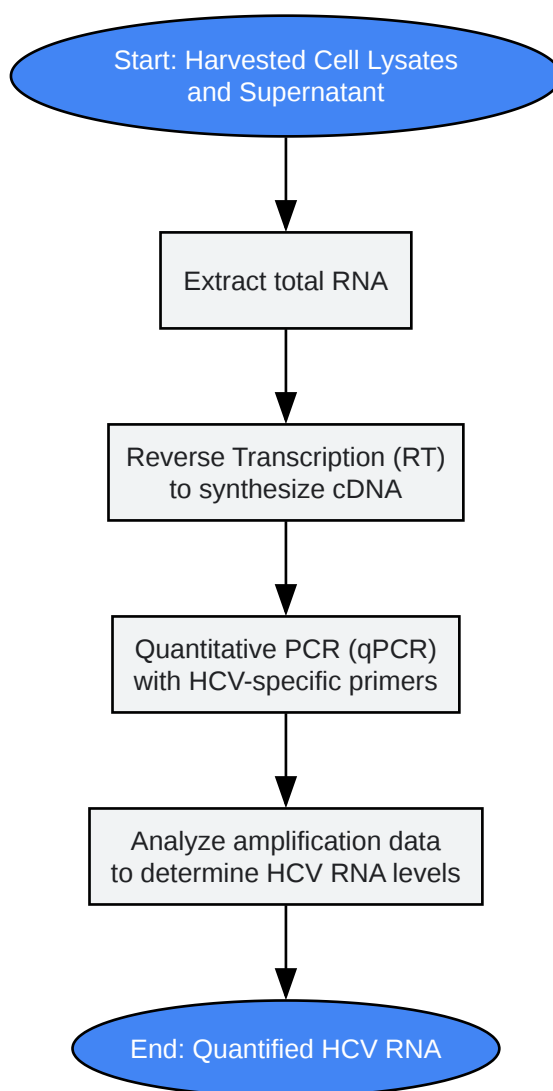 Start: Harvested Cell Lysates
and Supernatant
Extract total RNA
Reverse Transcription (RT)
to synthesize cDNA
Quantitative PCR (qPCR)
with HCV-specific primers
Analyze amplification data
to determine HCV RNA levels
End: Quantified HCV RNA